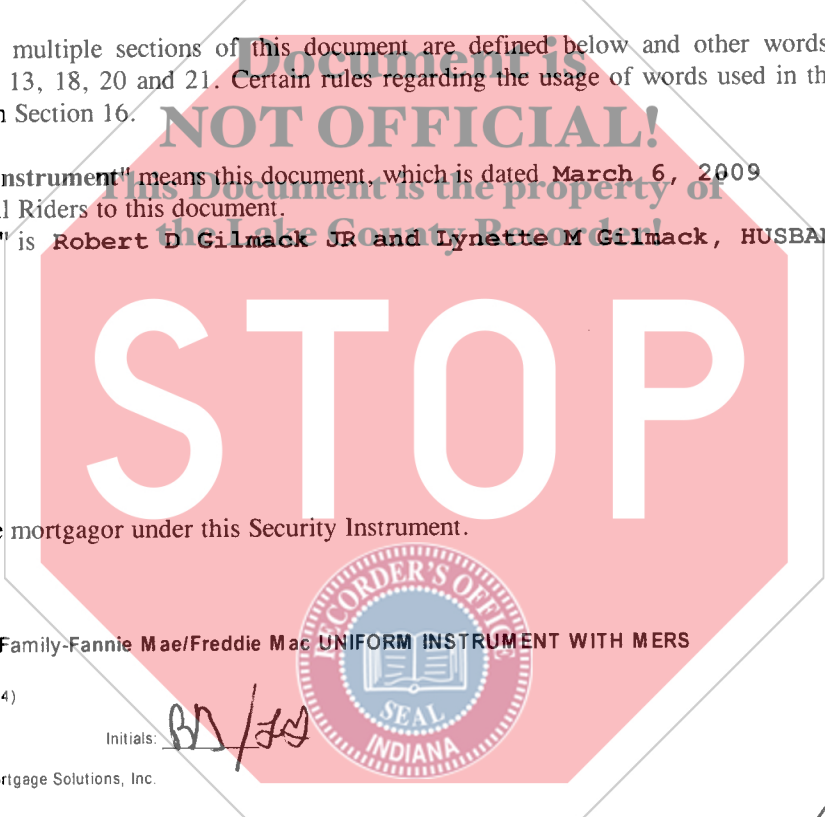 multiple sections of this document are defined below and other words
13, 18, 20 and 21. Certain rules regarding the usage of words used in th
Section 16.
Document is
NOT OFFICIAL!
This Document is the property of
the Lake County Recorder!
nstrument" means this document, which is dated March 6, 2009
l Riders to this document.
" is Robert D Gilmack JR and Lynette M Gilmack, HUSBAN
STOP
e mortgagor under this Security Instrument.
RECORDER'S OFFICE
SEAL
INDIANA
Family-Fannie Mae/Freddie Mac UNIFORM INSTRUMENT WITH MERS
4)
Initials:
rtgage Solutions, Inc.